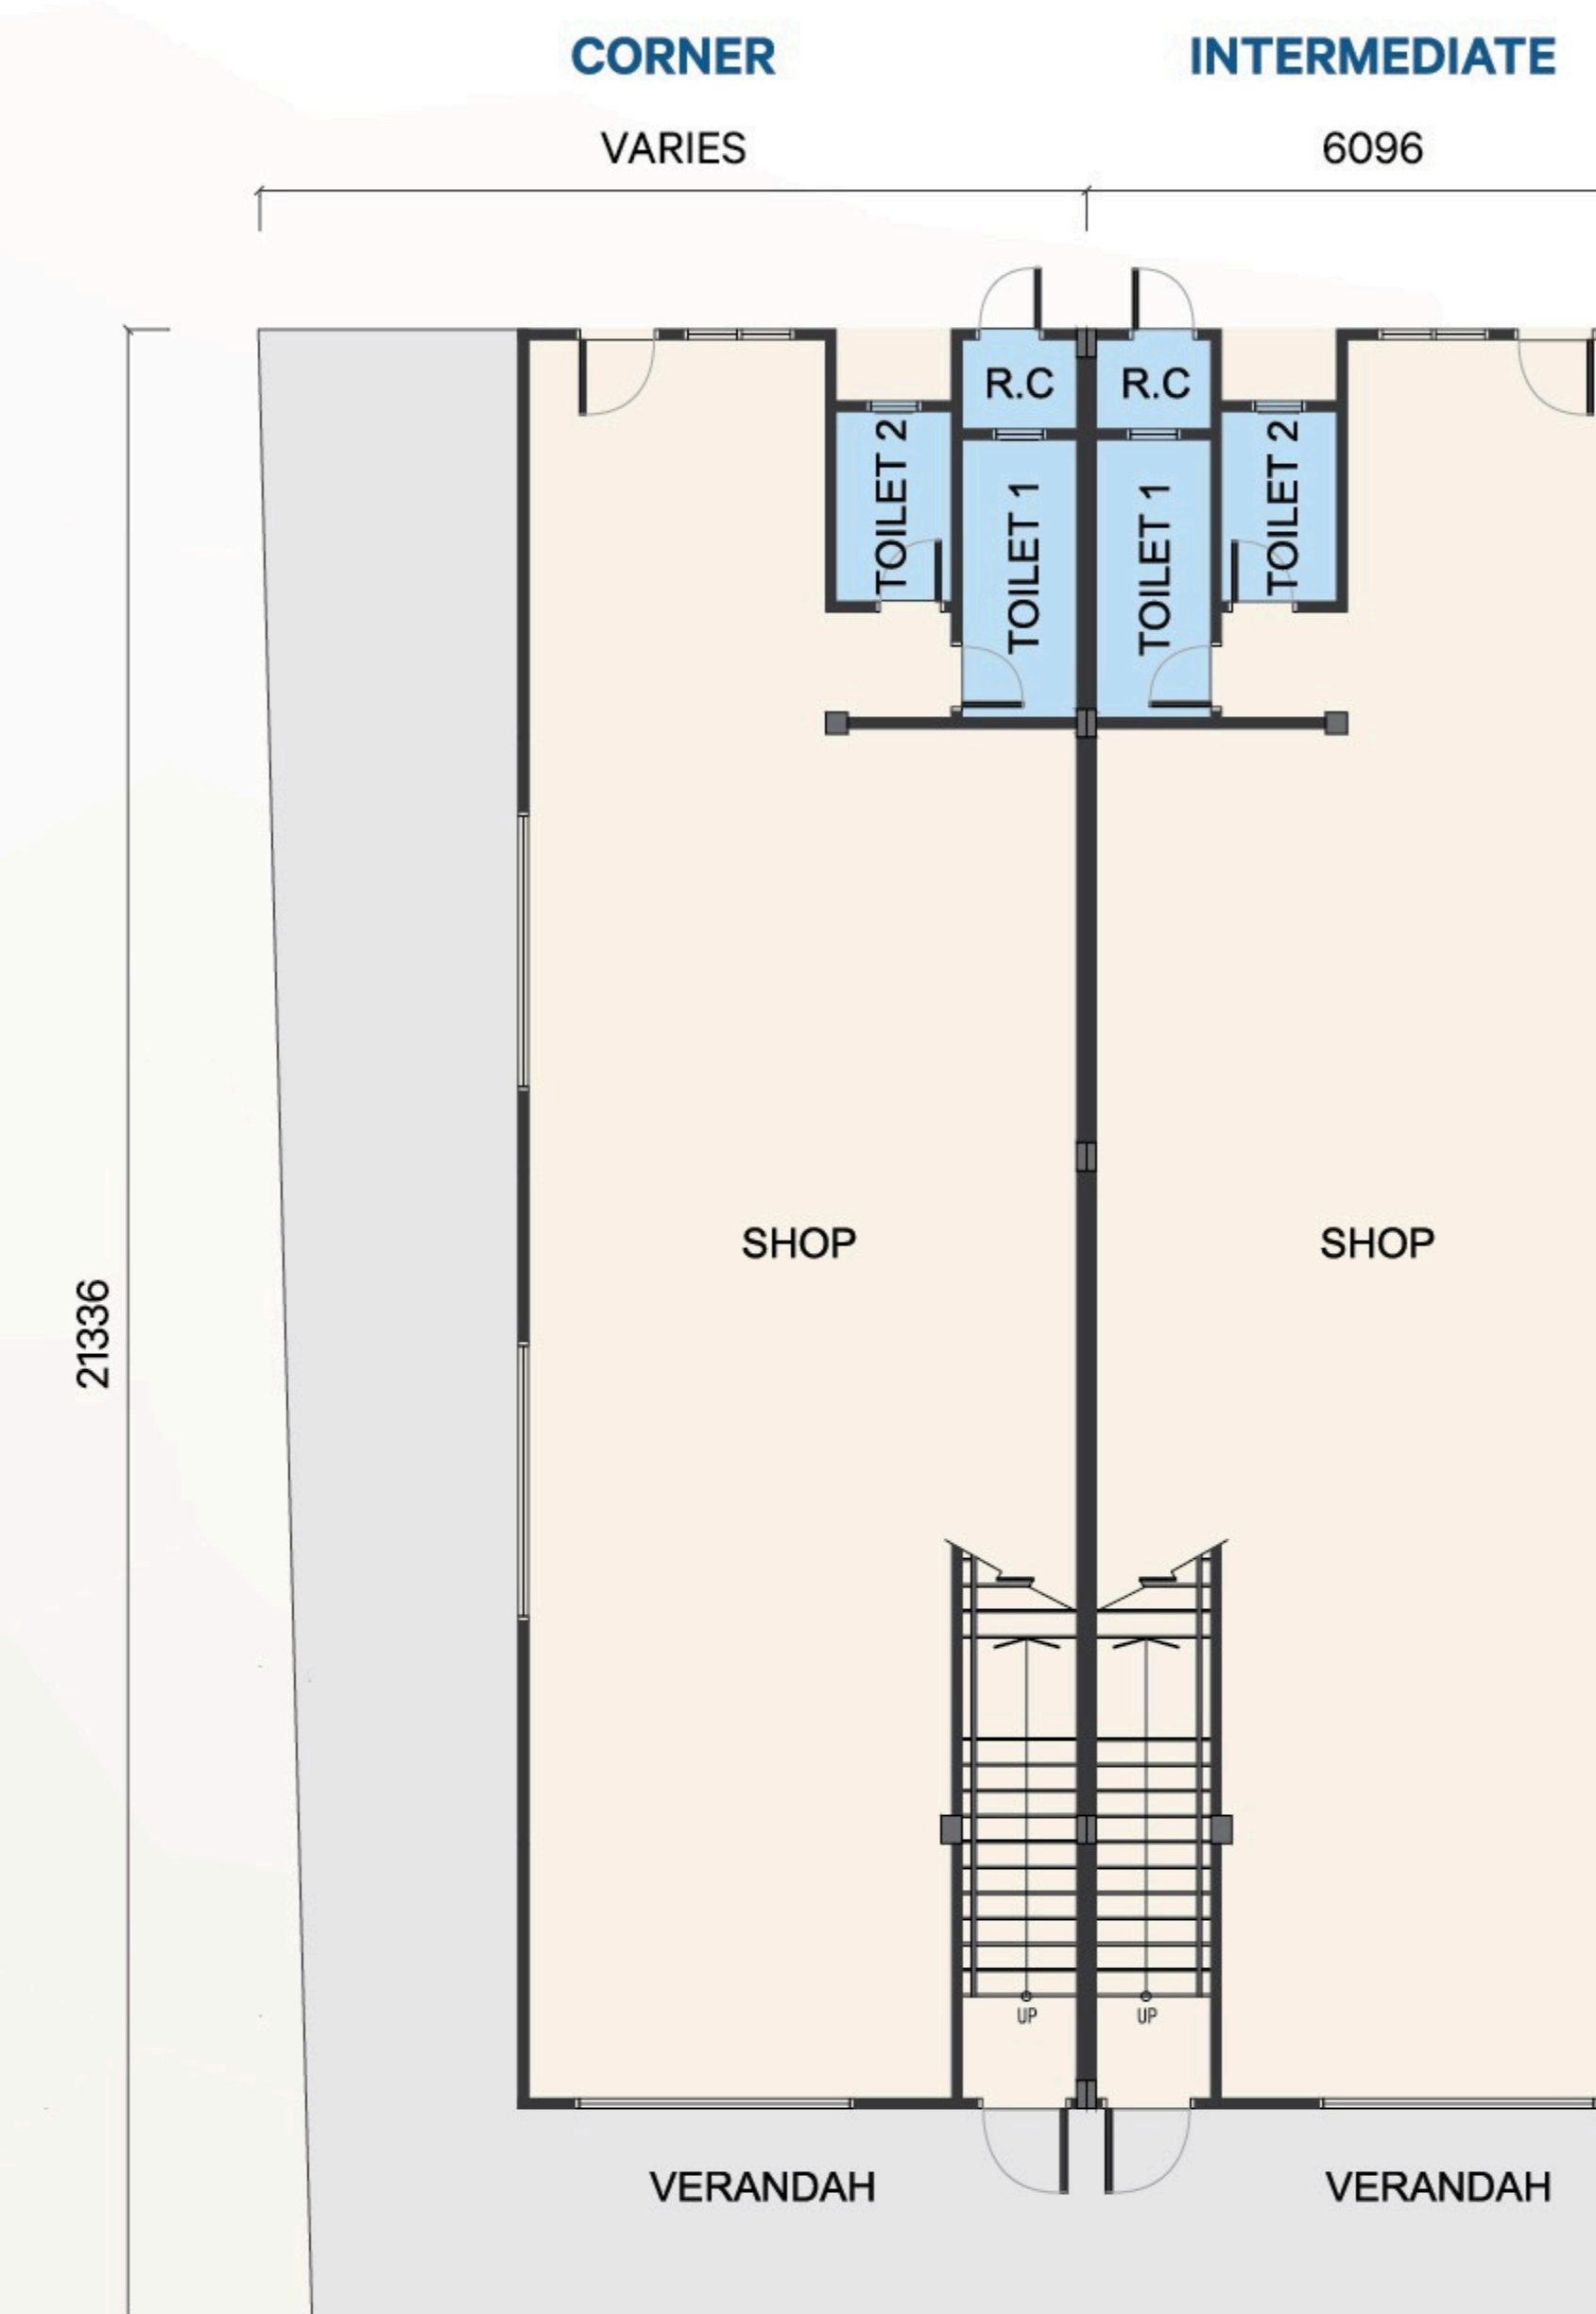 CORNER
INTERMEDIATE
VARIES
6096
R.C
R.C
TOILET 2
TOILET 1
TOILET 1
TOILET 2
SHOP
SHOP
21336
UP
UP
VERANDAH
VERANDAH